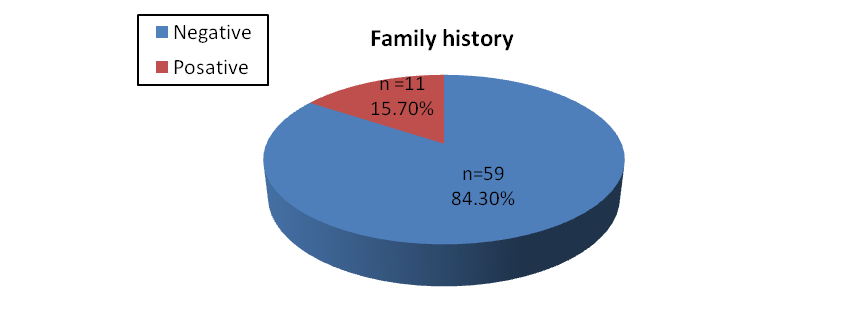 Negative
Posative
Family history
n =11
15.70%
n=59
84.30%